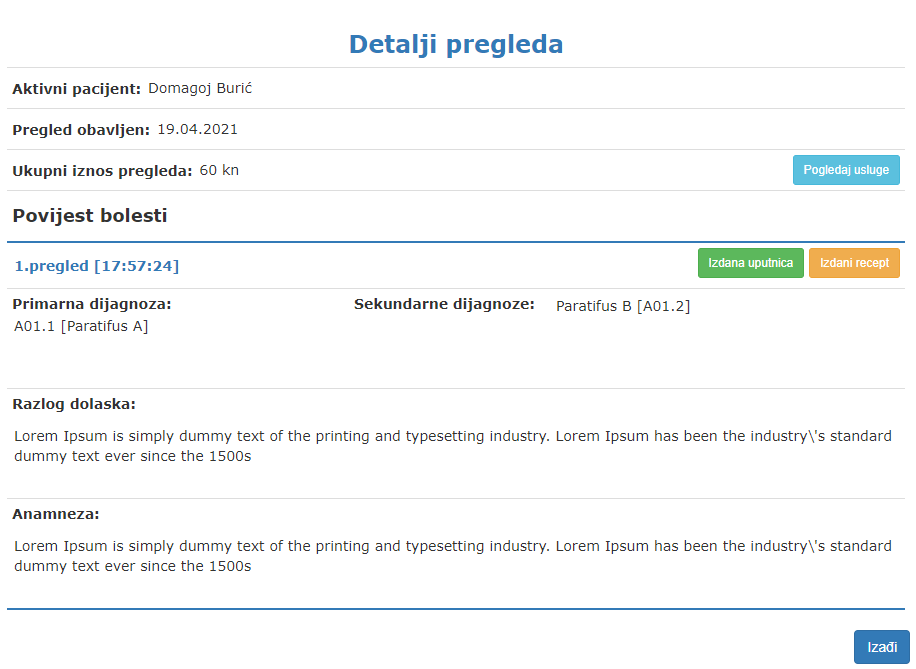 Detalji pregleda
Aktivni pacijent: Domagoj Burić
Pregled obavljen: 19.04.2021
Ukupni iznos pregleda: 60 kn
Pogledaj usluge
Povijest bolesti
1.pregled [17:57:24]
Izdana uputnica
Izdani recept
Primarna dijagnoza:
A01.1 [Paratifus A]
Sekundarne dijagnoze:
Paratifus B [A01.2]
Razlog dolaska:
Lorem Ipsum is simply dummy text of the printing and typesetting industry. Lorem Ipsum has been the industry\'s standard
dummy text ever since the 1500s
Anamneza:
Lorem Ipsum is simply dummy text of the printing and typesetting industry. Lorem Ipsum has been the industry\'s standard
dummy text ever since the 1500s
Izađi